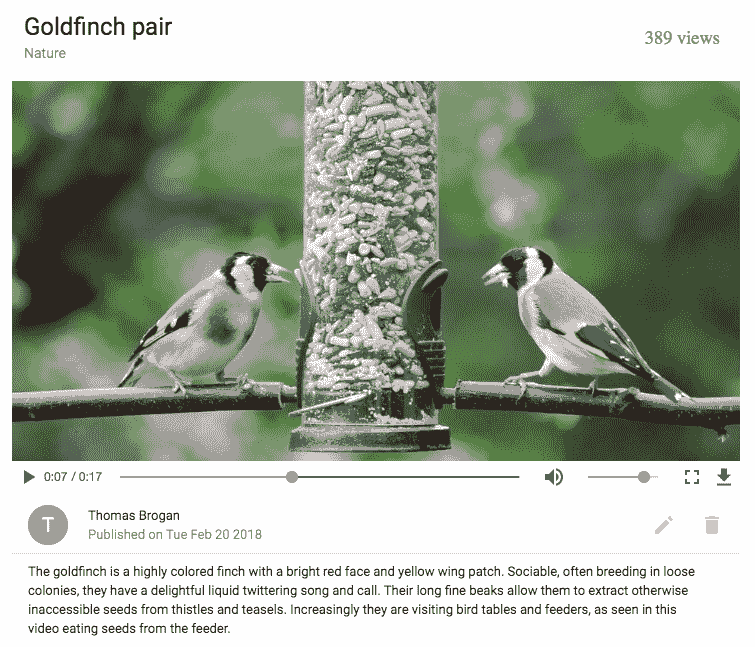 Goldfinch pair
389 views
Nature
0:07 / 0:17
T
Thomas Brogan
Published on Tue Feb 20 2018
The goldfinch is a highly colored finch with a bright red face and yellow wing patch. Sociable, often breeding in loose
colonies, they have a delightful liquid twittering song and call. Their long fine beaks allow them to extract otherwise
inaccessible seeds from thistles and teasels. Increasingly they are visiting bird tables and feeders, as seen in this
video eating seeds from the feeder.